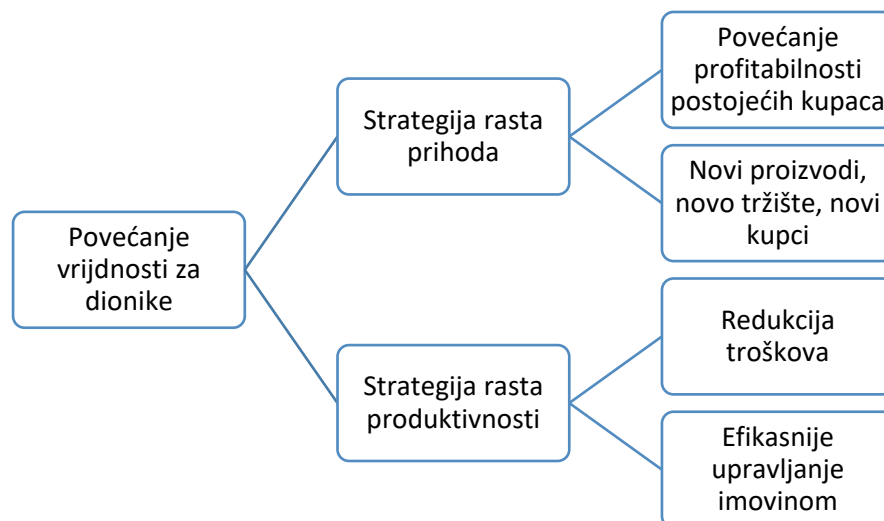 Povećanje
vrijdnosti za
dionike
Strategija rasta
prihoda
Povećanje
profitabilnosti
postojećih kupaca
Novi proizvodi,
novo tržište, novi
kupci
Strategija rasta
produktivnosti
Redukcija
troškova
Efikasnije
upravljanje
imovinom